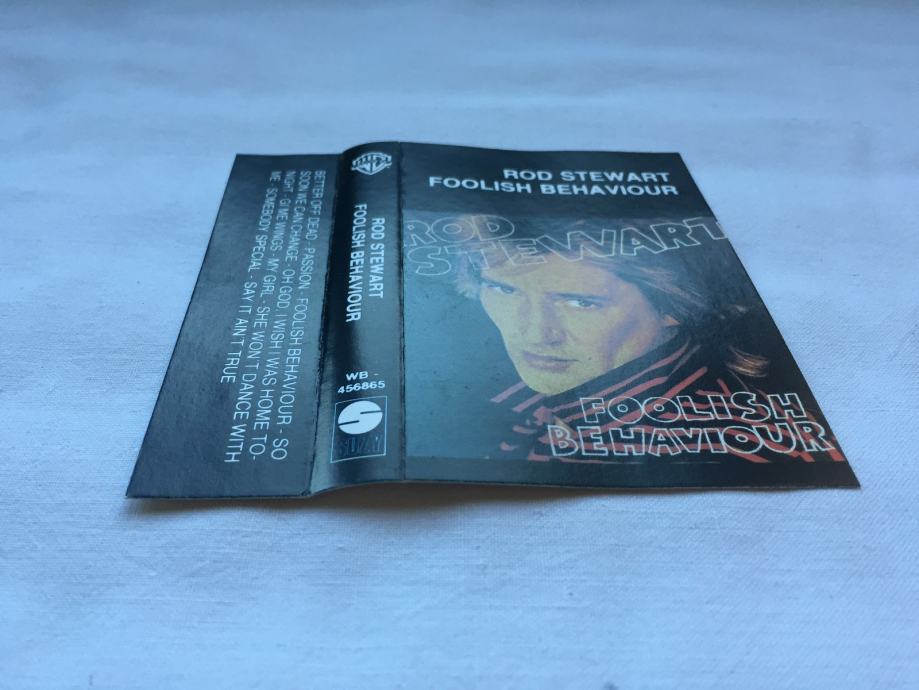 ROD STEWART
FOOLISH BEHAVIOUR
ROD
STEWART
FOOLISH
BEHAVIOUR
ROD STEWART
FOOLISH BEHAVIOUR
WB -
456865
SUZY
BETTER OFF DEAD - PASSION - FOOLISH BEHAVIOUR - SO
SOON WE CAN CHANGE - OH GOD, I WISH I WAS HOME TO-
NIGHT - GI ME WINGS - MY GIRL - SHE WON'T DANCE WITH
ME - SOMEBODY SPECIAL - SAY IT AIN'T TRUE